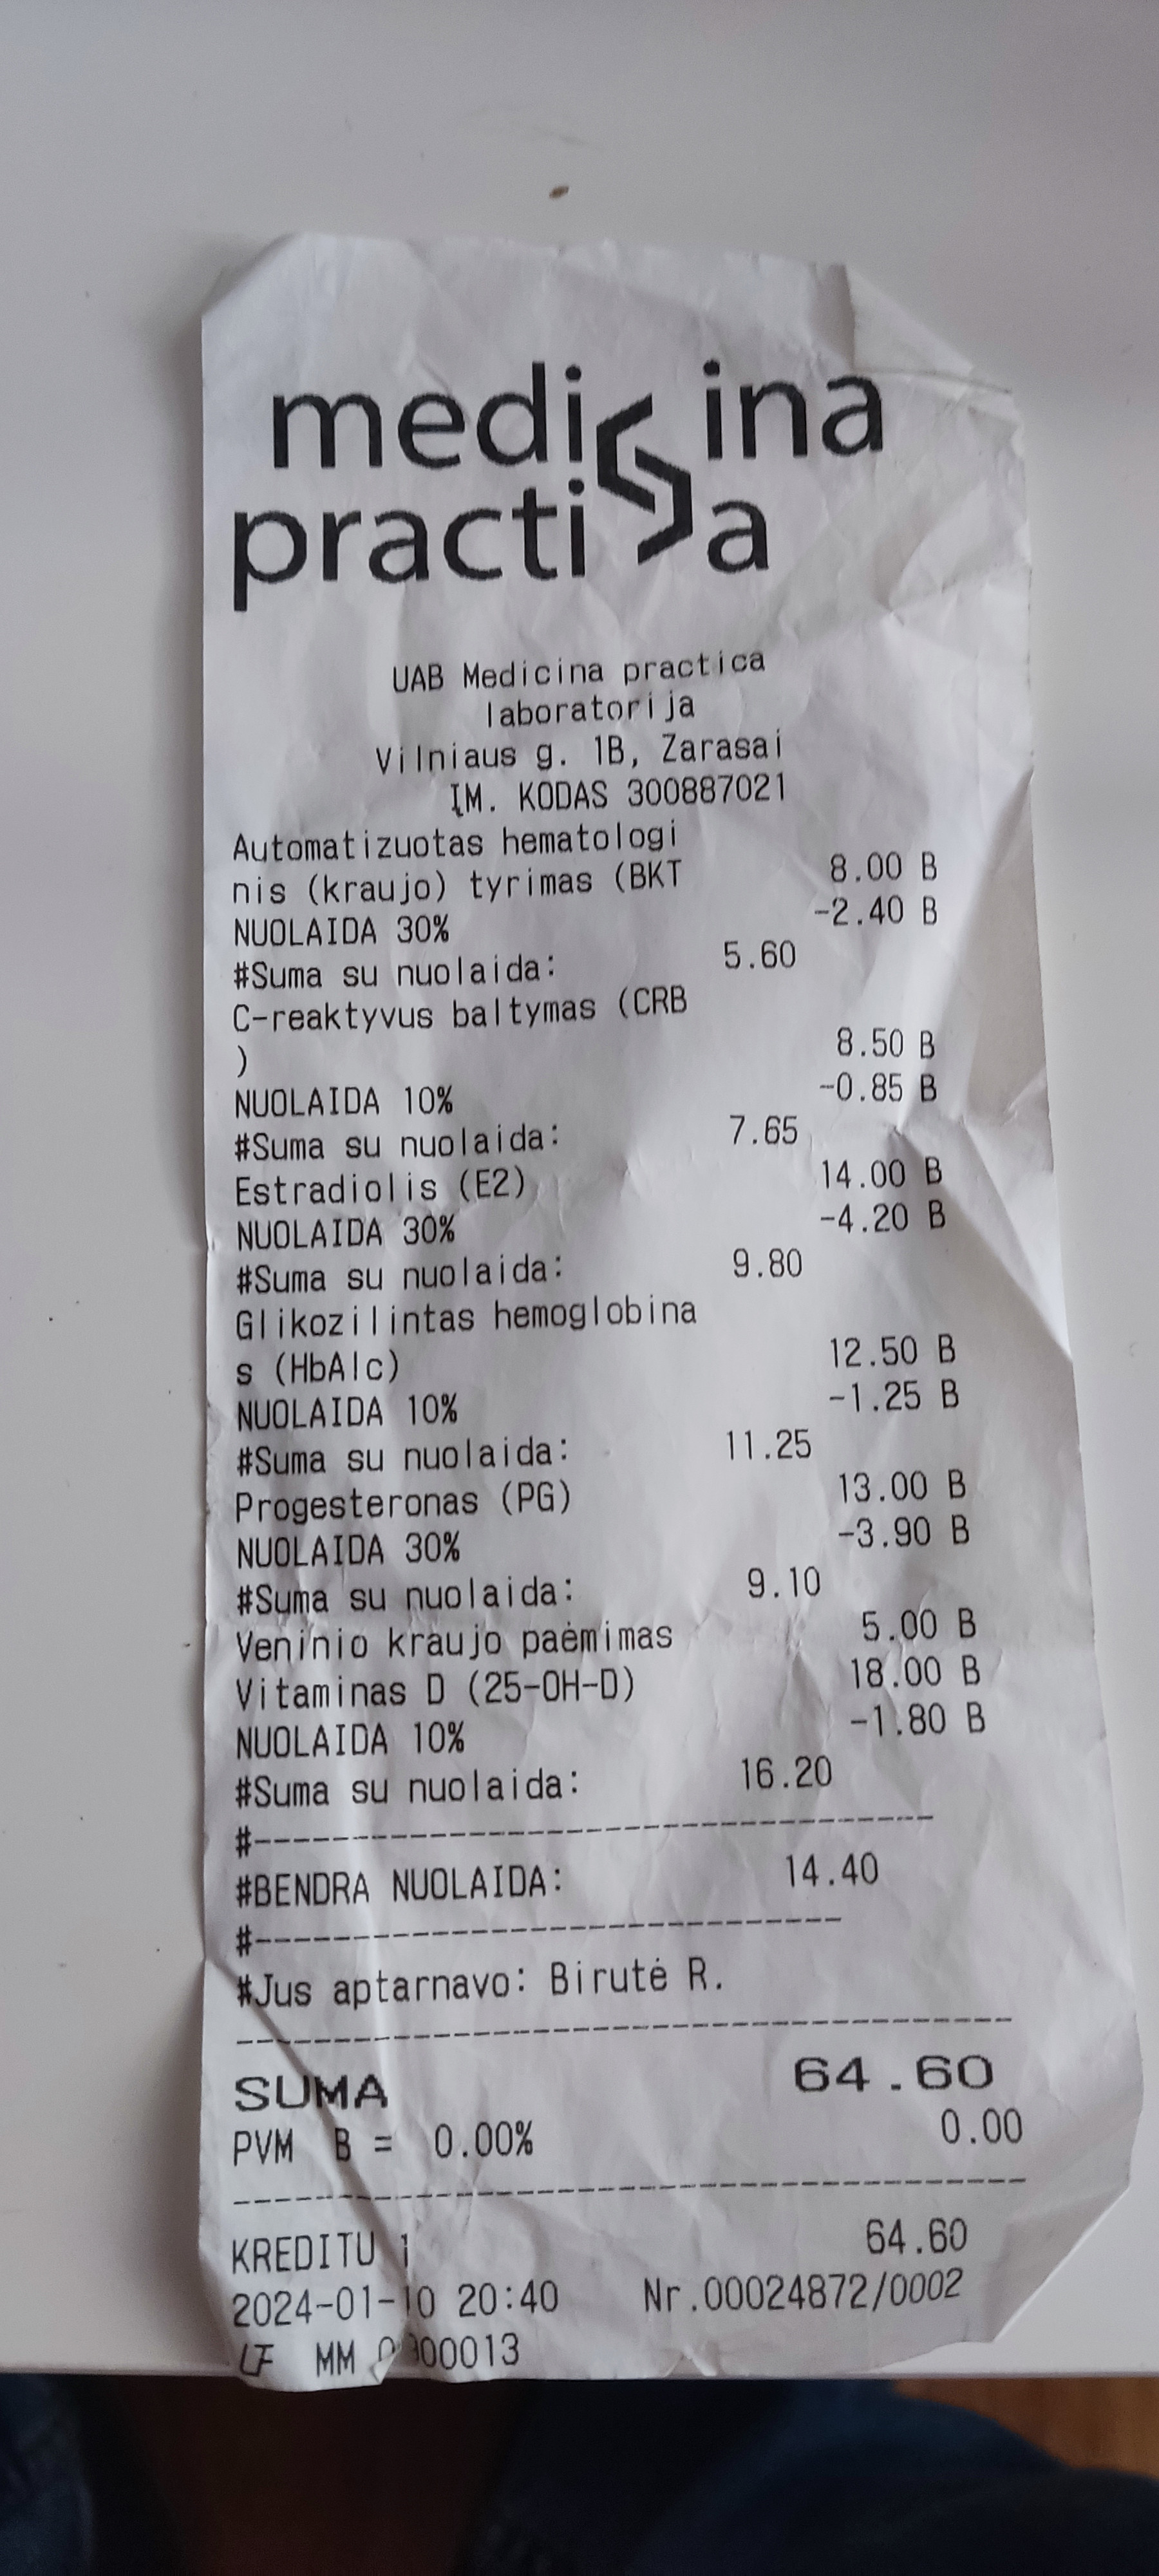 medicina
practica
UAB Medicina practica
laboratorija
Vilniaus g. 1B, Zarasai
ĮM. KODAS 300887021
Automatizuotas hematologi
nis (kraujo) tyrimas (BKT 8.00 B
NUOLAIDA 30% -2.40 B
#Suma su nuolaida: 5.60
C-reaktyvus baltymas (CRB
) 8.50 B
NUOLAIDA 10% -0.85 B
#Suma su nuolaida: 7.65
Estradiolis (E2) 14.00 B
NUOLAIDA 30% -4.20 B
#Suma su nuolaida: 9.80
Glikozilintas hemoglobina
s (HbAlc) 12.50 B
NUOLAIDA 10% -1.25 B
#Suma su nuolaida: 11.25
Progesteronas (PG) 13.00 B
NUOLAIDA 30% -3.90 B
#Suma su nuolaida: 9.10
Veninio kraujo paėmimas 5.00 B
Vitaminas D (25-OH-D) 18.00 B
NUOLAIDA 10% -1.80 B
#Suma su nuolaida: 16.20
#--------------------------------
#BENDRA NUOLAIDA: 14.40
#----------------------------
#Jus aptarnavo: Birutė R.
--------------------------------
SUMA 64.60
PVM B = 0.00% 0.00
--------------------------------
KREDITU 1 64.60
2024-01-10 20:40 Nr.00024872/0002
LF MM